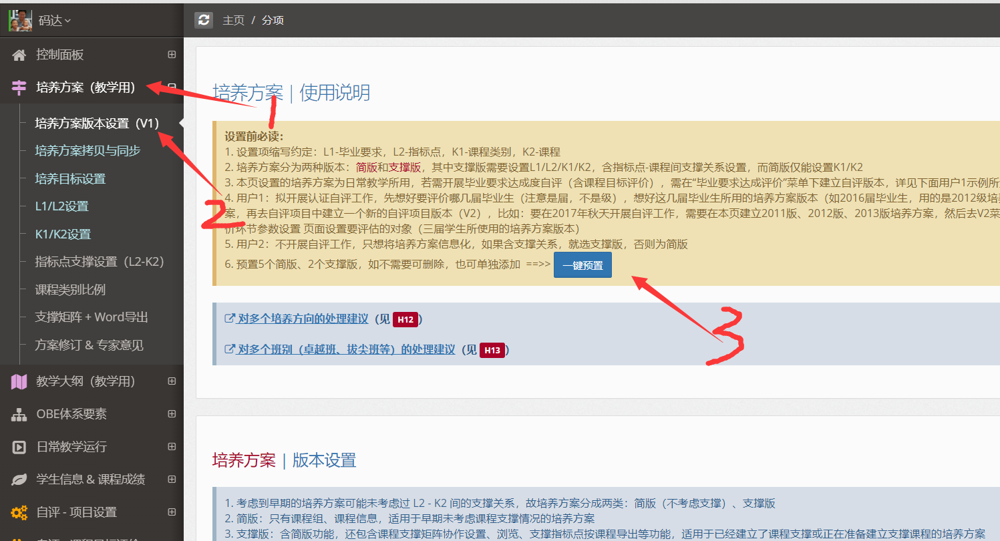 码达
主页 / 分项
控制面板
培养方案（教学用）
培养方案版本设置（V1）
培养方案拷贝与同步
培养目标设置
L1/L2设置
K1/K2设置
指标点支撑设置（L2-K2）
课程类别比例
支撑矩阵 + Word导出
方案修订 & 专家意见
教学大纲（教学用）
OBE体系要素
日常教学运行
学生信息 & 课程成绩
自评 - 项目设置
培养方案 | 使用说明
1
2
3
设置前必读：
1. 设置项缩写约定：L1-毕业要求，L2-指标点，K1-课程类别，K2-课程
2. 培养方案分为两种版本：简版和支撑版，其中支撑版需要设置L1/L2/K1/K2，含指标点-课程间支撑关系设置，而简版仅能设置K1/K2
3. 本页设置的培养方案为日常教学所用，若需开展毕业要求达成度自评（含课程目标评价），需在“毕业要求达成评价”菜单下建立自评版本，详见下面用户1示例所
4. 用户1：拟开展认证自评工作，先想好要评价哪几届毕业生（注意是届，不是级），想好这几届毕业生所用的培养方案版本（如2016届毕业生，用的是2012级培养
案，再去自评项目中建立一个新的自评项目版本（V2），比如：要在2017年秋天开展自评工作，需要在本页建立2011版、2012版、2013版培养方案，然后去V2菜
价环节参数设置 页面设置要评估的对象（三届学生所使用的培养方案版本）
5. 用户2：不开展自评工作，只想将培养方案信息化，如果含支撑关系，就选支撑版，否则为简版
6. 预置5个简版、2个支撑版，如不需要可删除，也可单独添加 ==>> 一键预置
对多个培养方向的处理建议（见 H12）
对多个班别（卓越班、拔尖班等）的处理建议（见 H13）
培养方案 | 版本设置
1. 考虑到早期的培养方案可能未考虑过 L2 - K2 间的支撑关系，故培养方案分成两类：简版（不考虑支撑）、支撑版
2. 简版：只有课程组、课程信息，适用于早期未考虑课程支撑情况的培养方案
3. 支撑版：含简版功能，还包含课程支撑矩阵协作设置、浏览、支撑指标点按课程导出等功能，适用于已经建立了课程支撑或正在准备建立支撑课程的培养方案